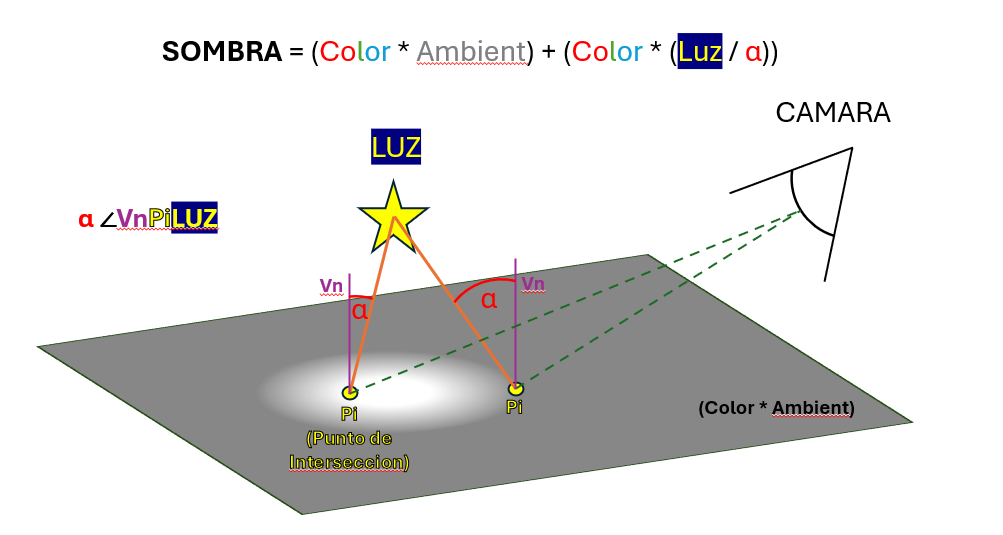 SOMBRA = (Color * Ambient) + (Color * (Luz / α))
CAMARA
LUZ
α ∠VnPiLUZ
Vn
Vn
α
α
Pi
(Punto de
Interseccion)
Pi
(Color * Ambient)